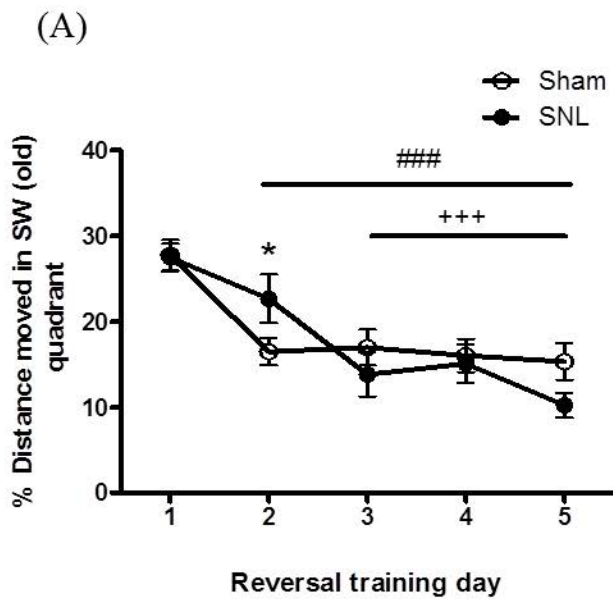 (A)
Sham
SNL
% Distance moved in SW (old)
quadrant
40
30
20
10
0
###
+++
*
1 2 3 4 5
Reversal training day